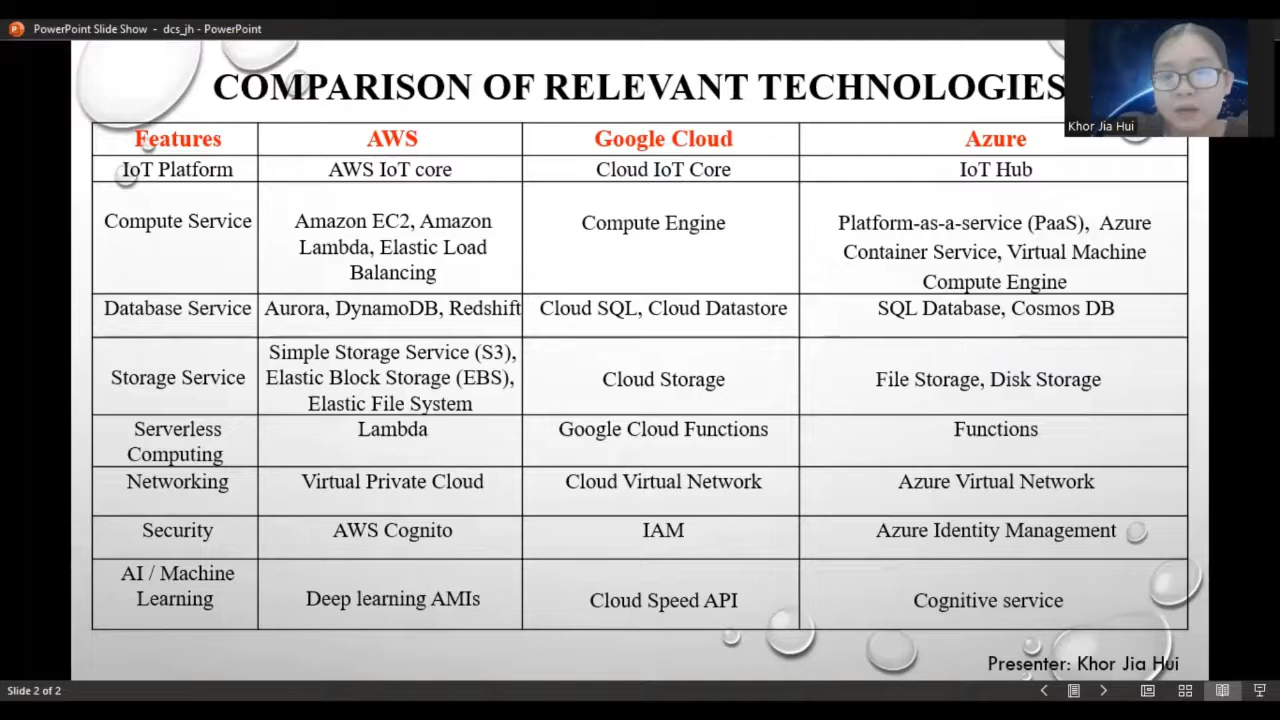 PowerPoint Slide Show - dcs_jh - PowerPoint
COMPARISON OF RELEVANT TECHNOLOGIES
Khor Jia Hui
Features AWS Google Cloud Azure
IoT Platform AWS IoT core Cloud IoT Core IoT Hub
Compute Service
Amazon EC2, Amazon
Lambda, Elastic Load
Balancing
Compute Engine
Platform-as-a-service (PaaS), Azure
Container Service, Virtual Machine
Compute Engine
Database Service Aurora, DynamoDB, Redshift Cloud SQL, Cloud Datastore SQL Database, Cosmos DB
Storage Service
Simple Storage Service (S3),
Elastic Block Storage (EBS),
Elastic File System
Cloud Storage
File Storage, Disk Storage
Serverless
Computing
Lambda
Google Cloud Functions
Functions
Networking Virtual Private Cloud Cloud Virtual Network Azure Virtual Network
Security AWS Cognito IAM Azure Identity Management
AI / Machine
Learning
Deep learning AMIs
Cloud Speed API
Cognitive service
Presenter: Khor Jia Hui
Slide 2 of 2